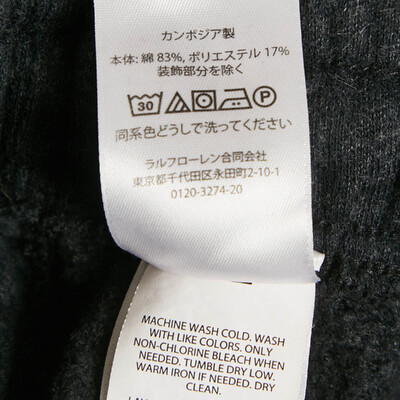 カンボジア製
本体: 綿 83%, ポリエステル 17%
装飾部分を除く
30 P
同系色どうしで洗ってください
ラルフローレン合同会社
東京都千代田区永田町2-10-1
0120-3274-20
MACHINE WASH COLD. WASH
WITH LIKE COLORS. ONLY
NON-CHLORINE BLEACH WHEN
NEEDED. TUMBLE DRY LOW.
WARM IRON IF NEEDED. DRY
CLEAN.